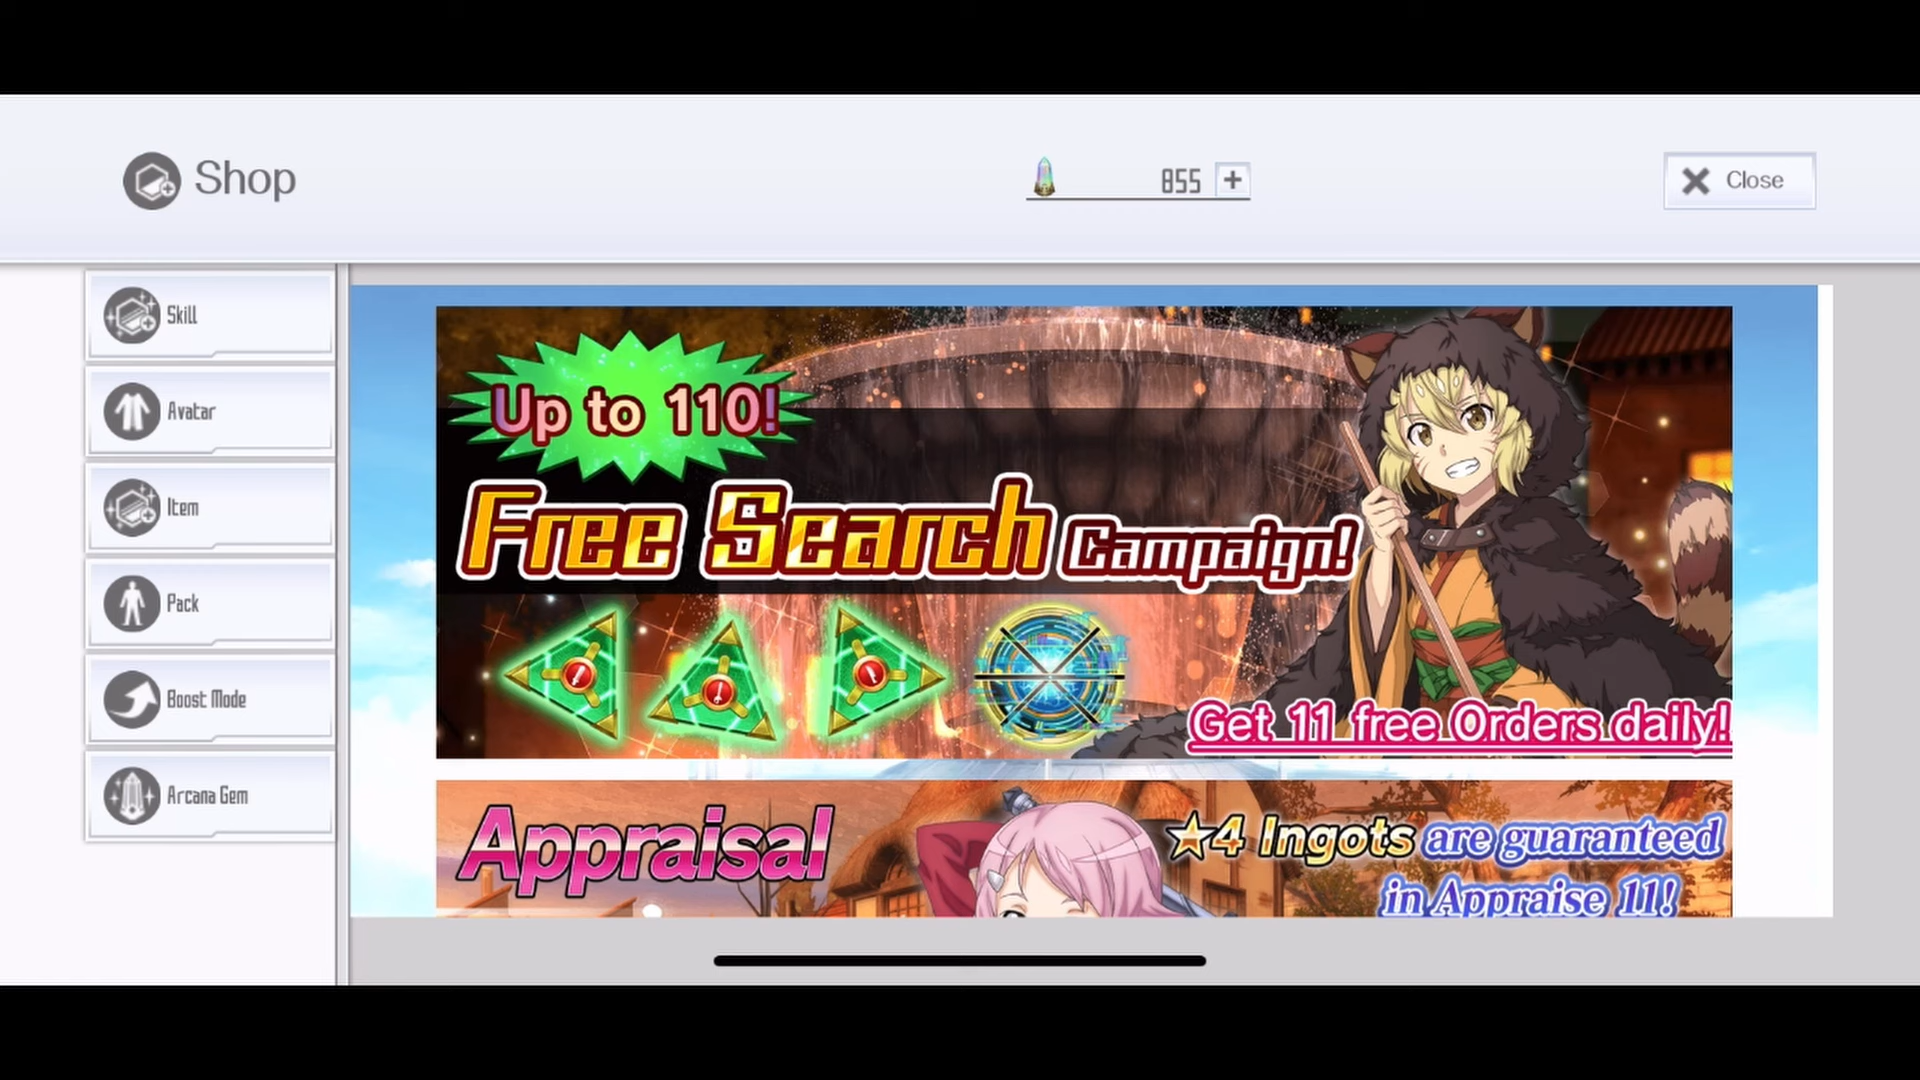 Shop
855
Close
Skill
Avatar
Item
Pack
Boost Mode
Arcana Gem
Up to 110!
Free Search Campaign!
Get 11 free Orders daily!
Appraisal
★4 Ingots are guaranteed
in Appraise 11!